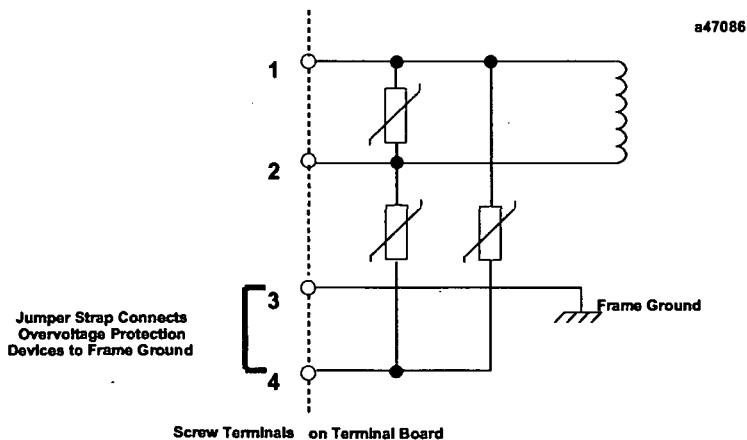 a47086
1
2
3
Frame Ground
Jumper Strap Connects
Overvoltage Protection
Devices to Frame Ground
4
Screw Terminals on Terminal Board